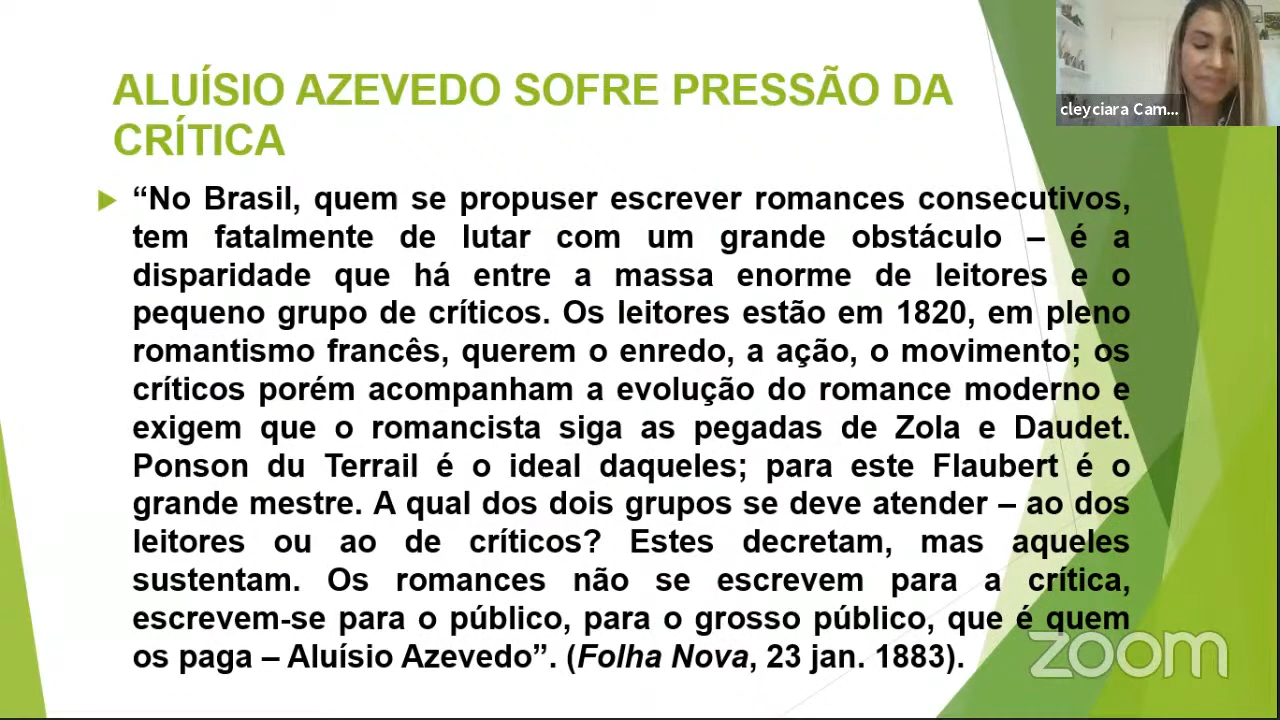 ALUÍSIO AZEVEDO SOFRE PRESSÃO DA
CRÍTICA
cleyciara Cam...
“No Brasil, quem se propuser escrever romances consecutivos,
tem fatalmente de lutar com um grande obstáculo – é a
disparidade que há entre a massa enorme de leitores e o
pequeno grupo de críticos. Os leitores estão em 1820, em pleno
romantismo francês, querem o enredo, a ação, o movimento; os
críticos porém acompanham a evolução do romance moderno e
exigem que o romancista siga as pegadas de Zola e Daudet.
Ponson du Terrail é o ideal daqueles; para este Flaubert é o
grande mestre. A qual dos dois grupos se deve atender – ao dos
leitores ou ao de críticos? Estes decretam, mas aqueles
sustentam. Os romances não se escrevem para a crítica,
escrevem-se para o público, para o grosso público, que é quem
os paga – Aluísio Azevedo”. (Folha Nova, 23 jan. 1883).
zoom